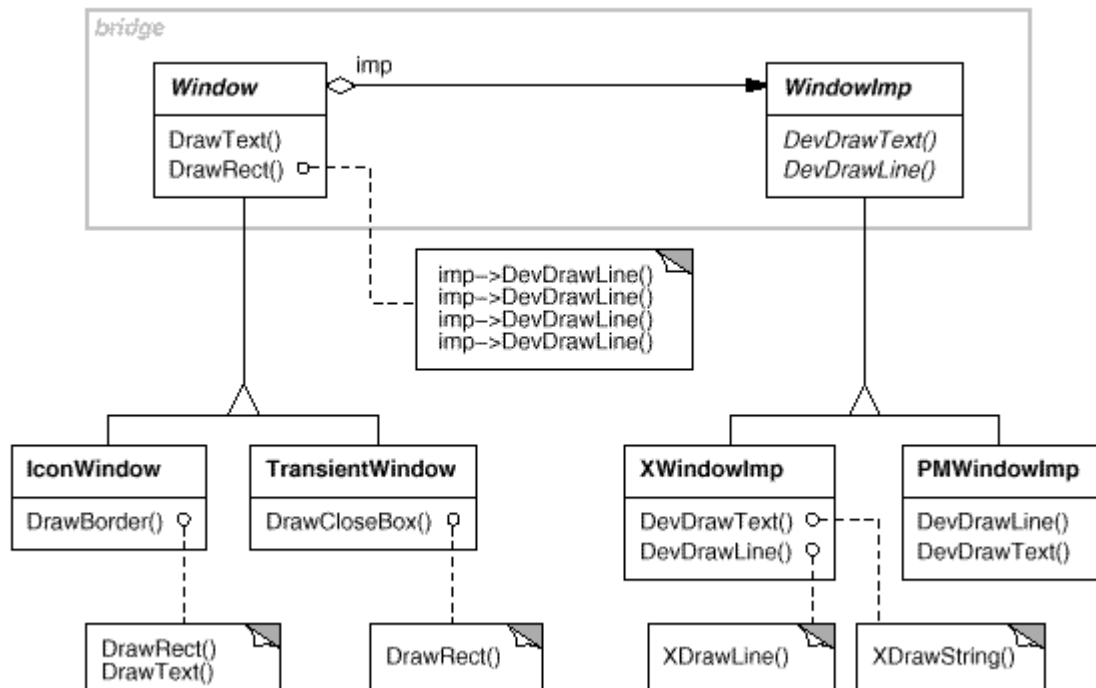 bridge
imp
Window
DrawText()
DrawRect()
WindowImp
DevDrawText()
DevDrawLine()
imp->DevDrawLine()
imp->DevDrawLine()
imp->DevDrawLine()
imp->DevDrawLine()
IconWindow
DrawBorder()
TransientWindow
DrawCloseBox()
XWindowImp
DevDrawText()
DevDrawLine()
PMWindowImp
DevDrawLine()
DevDrawText()
DrawRect()
DrawText()
DrawRect()
XDrawLine()
XDrawString()